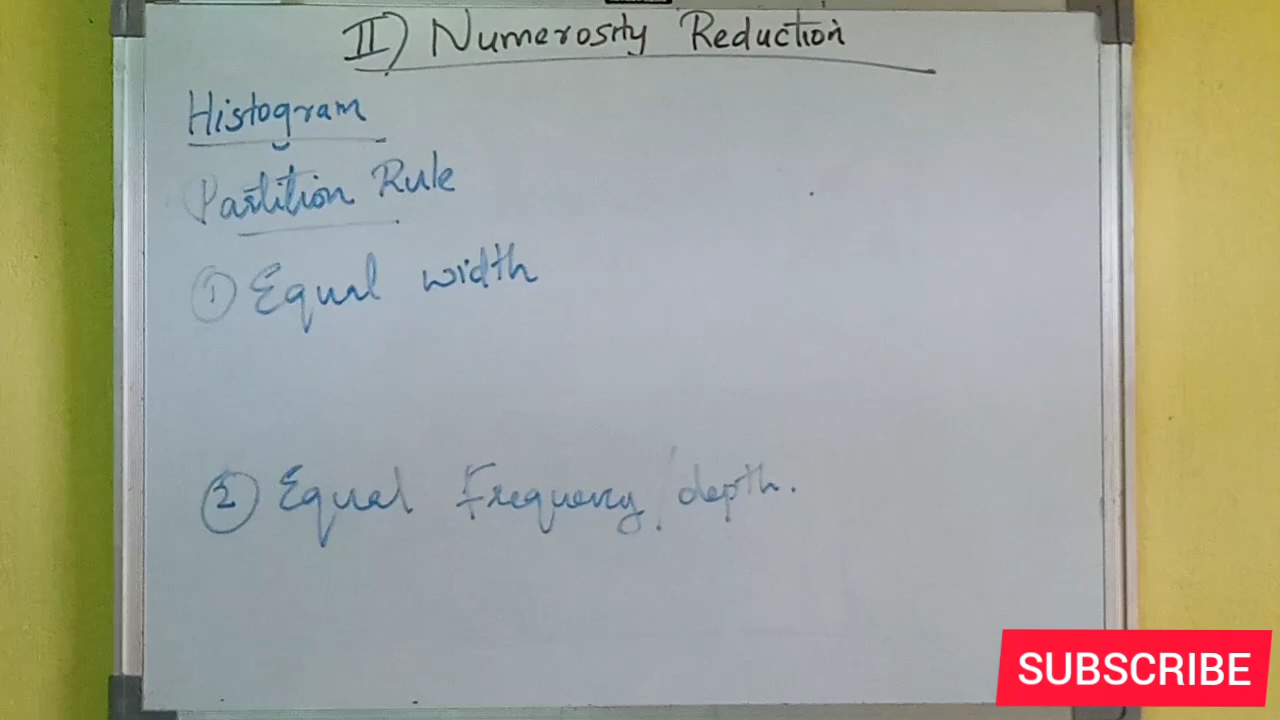 II) Numerosity Reduction
Histogram
Partition Rule
① Equal width
② Equal Frequency/depth.
SUBSCRIBE